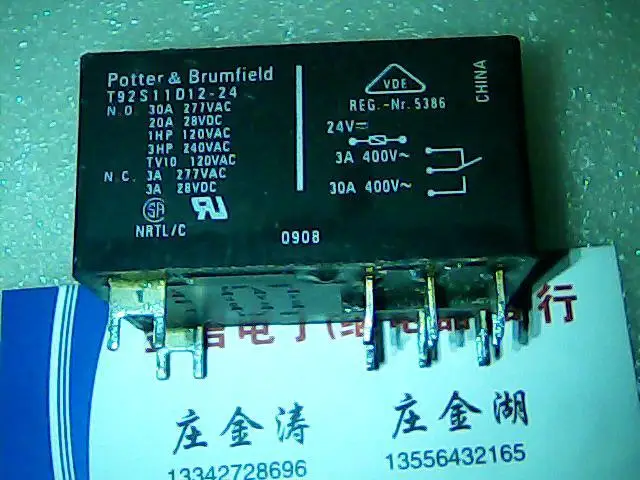 Potter & Brumfield
T92S11D12-24
N.O. 30A 277VAC
20A 28VDC
1HP 120VAC
3HP 240VAC
TV10 120VAC
N.C. 3A 277VAC
3A 28VDC
SA
NRTL/C
0908
VDE
REG.-Nr. 5386
CHINA
24V=
3A 400V~
30A 400V~
庄金涛
13342728696
庄金湖
13556432165